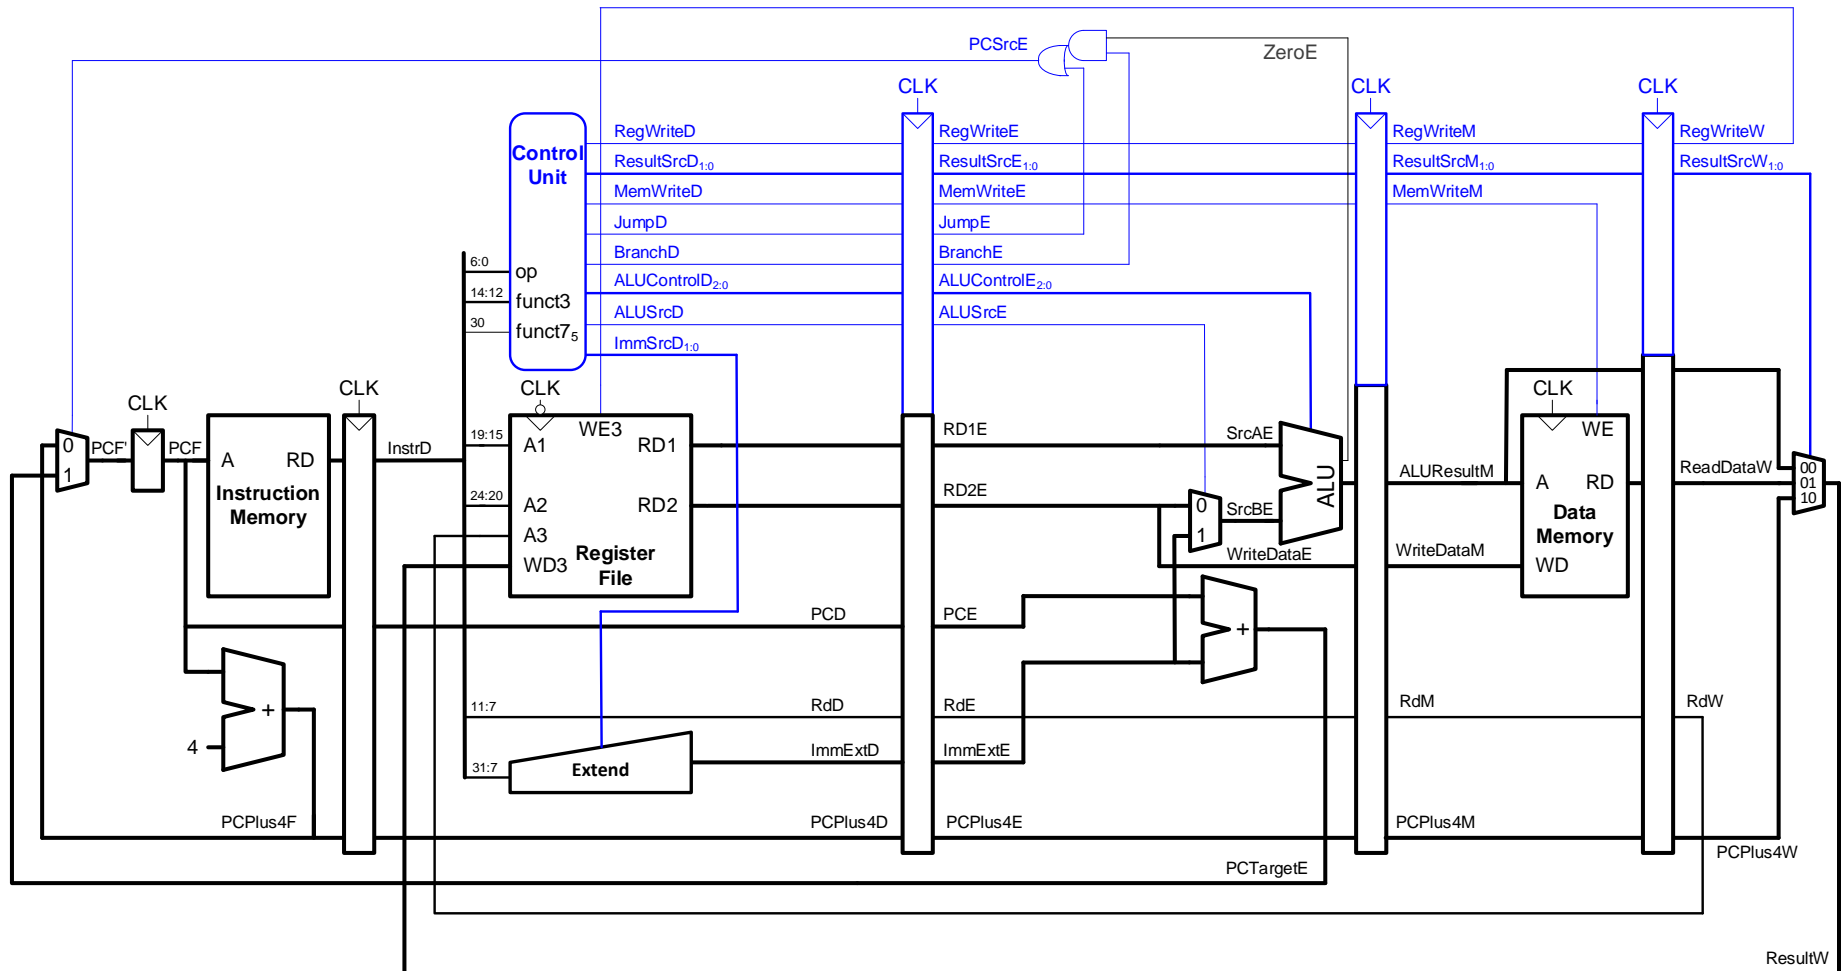 PCSrcE
ZeroE
CLK
CLK
CLK
Control
Unit
RegWriteD
RegWriteE
RegWriteM
RegWriteW
ResultSrcD1:0
ResultSrcE1:0
ResultSrcM1:0
ResultSrcW1:0
MemWriteD
MemWriteE
MemWriteM
JumpD
JumpE
BranchD
BranchE
6:0
op
ALUControlD2:0
ALUControlE2:0
14:12
funct3
ALUSrcD
ALUSrcE
30
funct75
ImmSrcD1:0
CLK
CLK
CLK
CLK
0
1
PCF'
PCF
A
RD
Instruction
Memory
InstrD
19:15
A1
WE3
RD1
RD1E
SrcAE
24:20
A2
RD2
RD2E
0
1
SrcBE
ALU
A3
WD3
Register
File
WriteDataE
ALUResultM
WriteDataM
WE
A
RD
Data
Memory
WD
ReadDataW
00
01
10
PCD
PCE
+
11:7
RdD
RdE
RdM
RdW
+
4
31:7
Extend
ImmExtD
ImmExtE
PCPlus4F
PCPlus4D
PCPlus4E
PCPlus4M
PCPlus4W
PCTargetE
ResultW